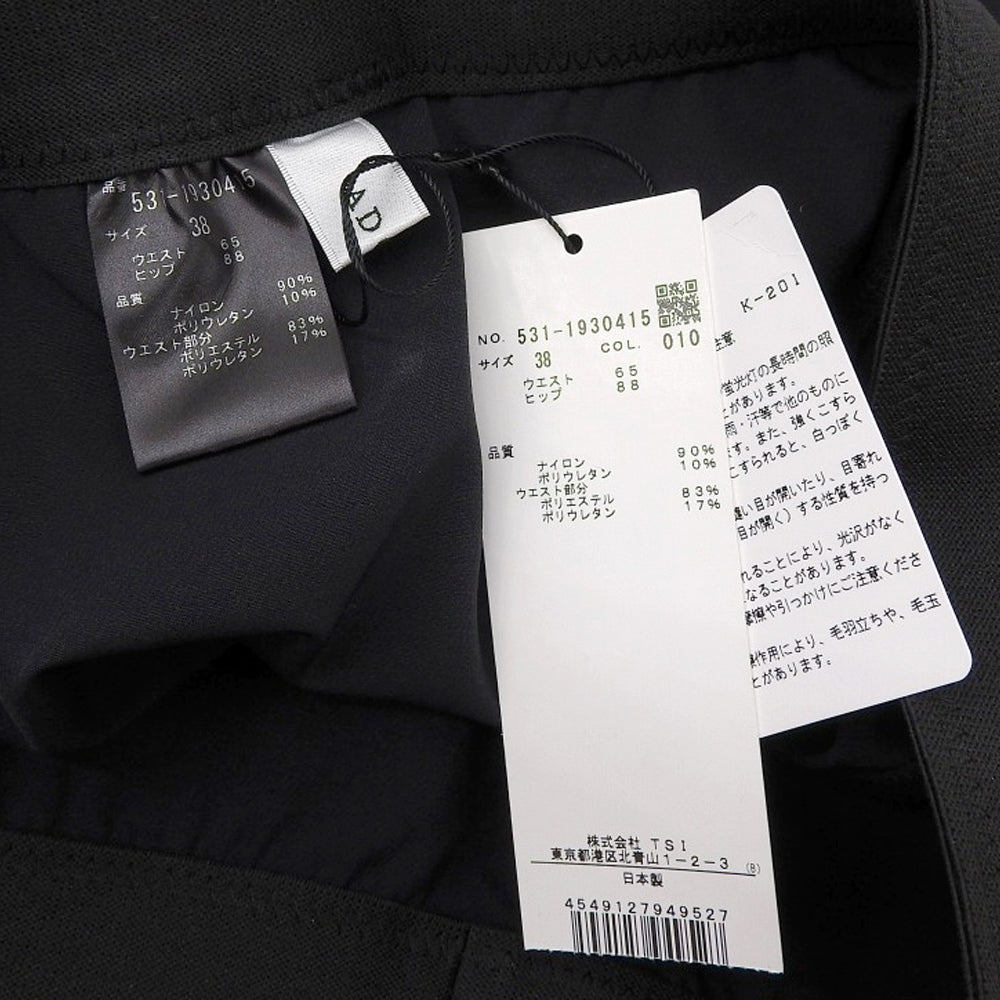 品番
531-1930415
サイズ 38
ウエスト 65
ヒップ 88
品質
ナイロン 90%
ポリウレタン 10%
ウエスト部分
ポリエステル 83%
ポリウレタン 17%
AD
NO. 531-1930415
サイズ 38 COL. 010
ウエスト 65
ヒップ 88
品質
ナイロン 90%
ポリウレタン 10%
ウエスト部分
ポリエステル 83%
ポリウレタン 17%
株式会社 TSI
東京都港区北青山1-2-3 (B)
日本製
4549127949527
K-201
注意
蛍光灯の長時間の照
とがあります。
雨・汗等で他のものに
ます。また、強くこすら
こすられると、白っぽく
縫い目が開いたり、目寄れ
目が開く)する性質を持つ
れることにより、光沢がなく
なることがあります。
摩擦や引つかけにご注意くださ
作用により、毛羽立ちや、毛玉
とがあります。